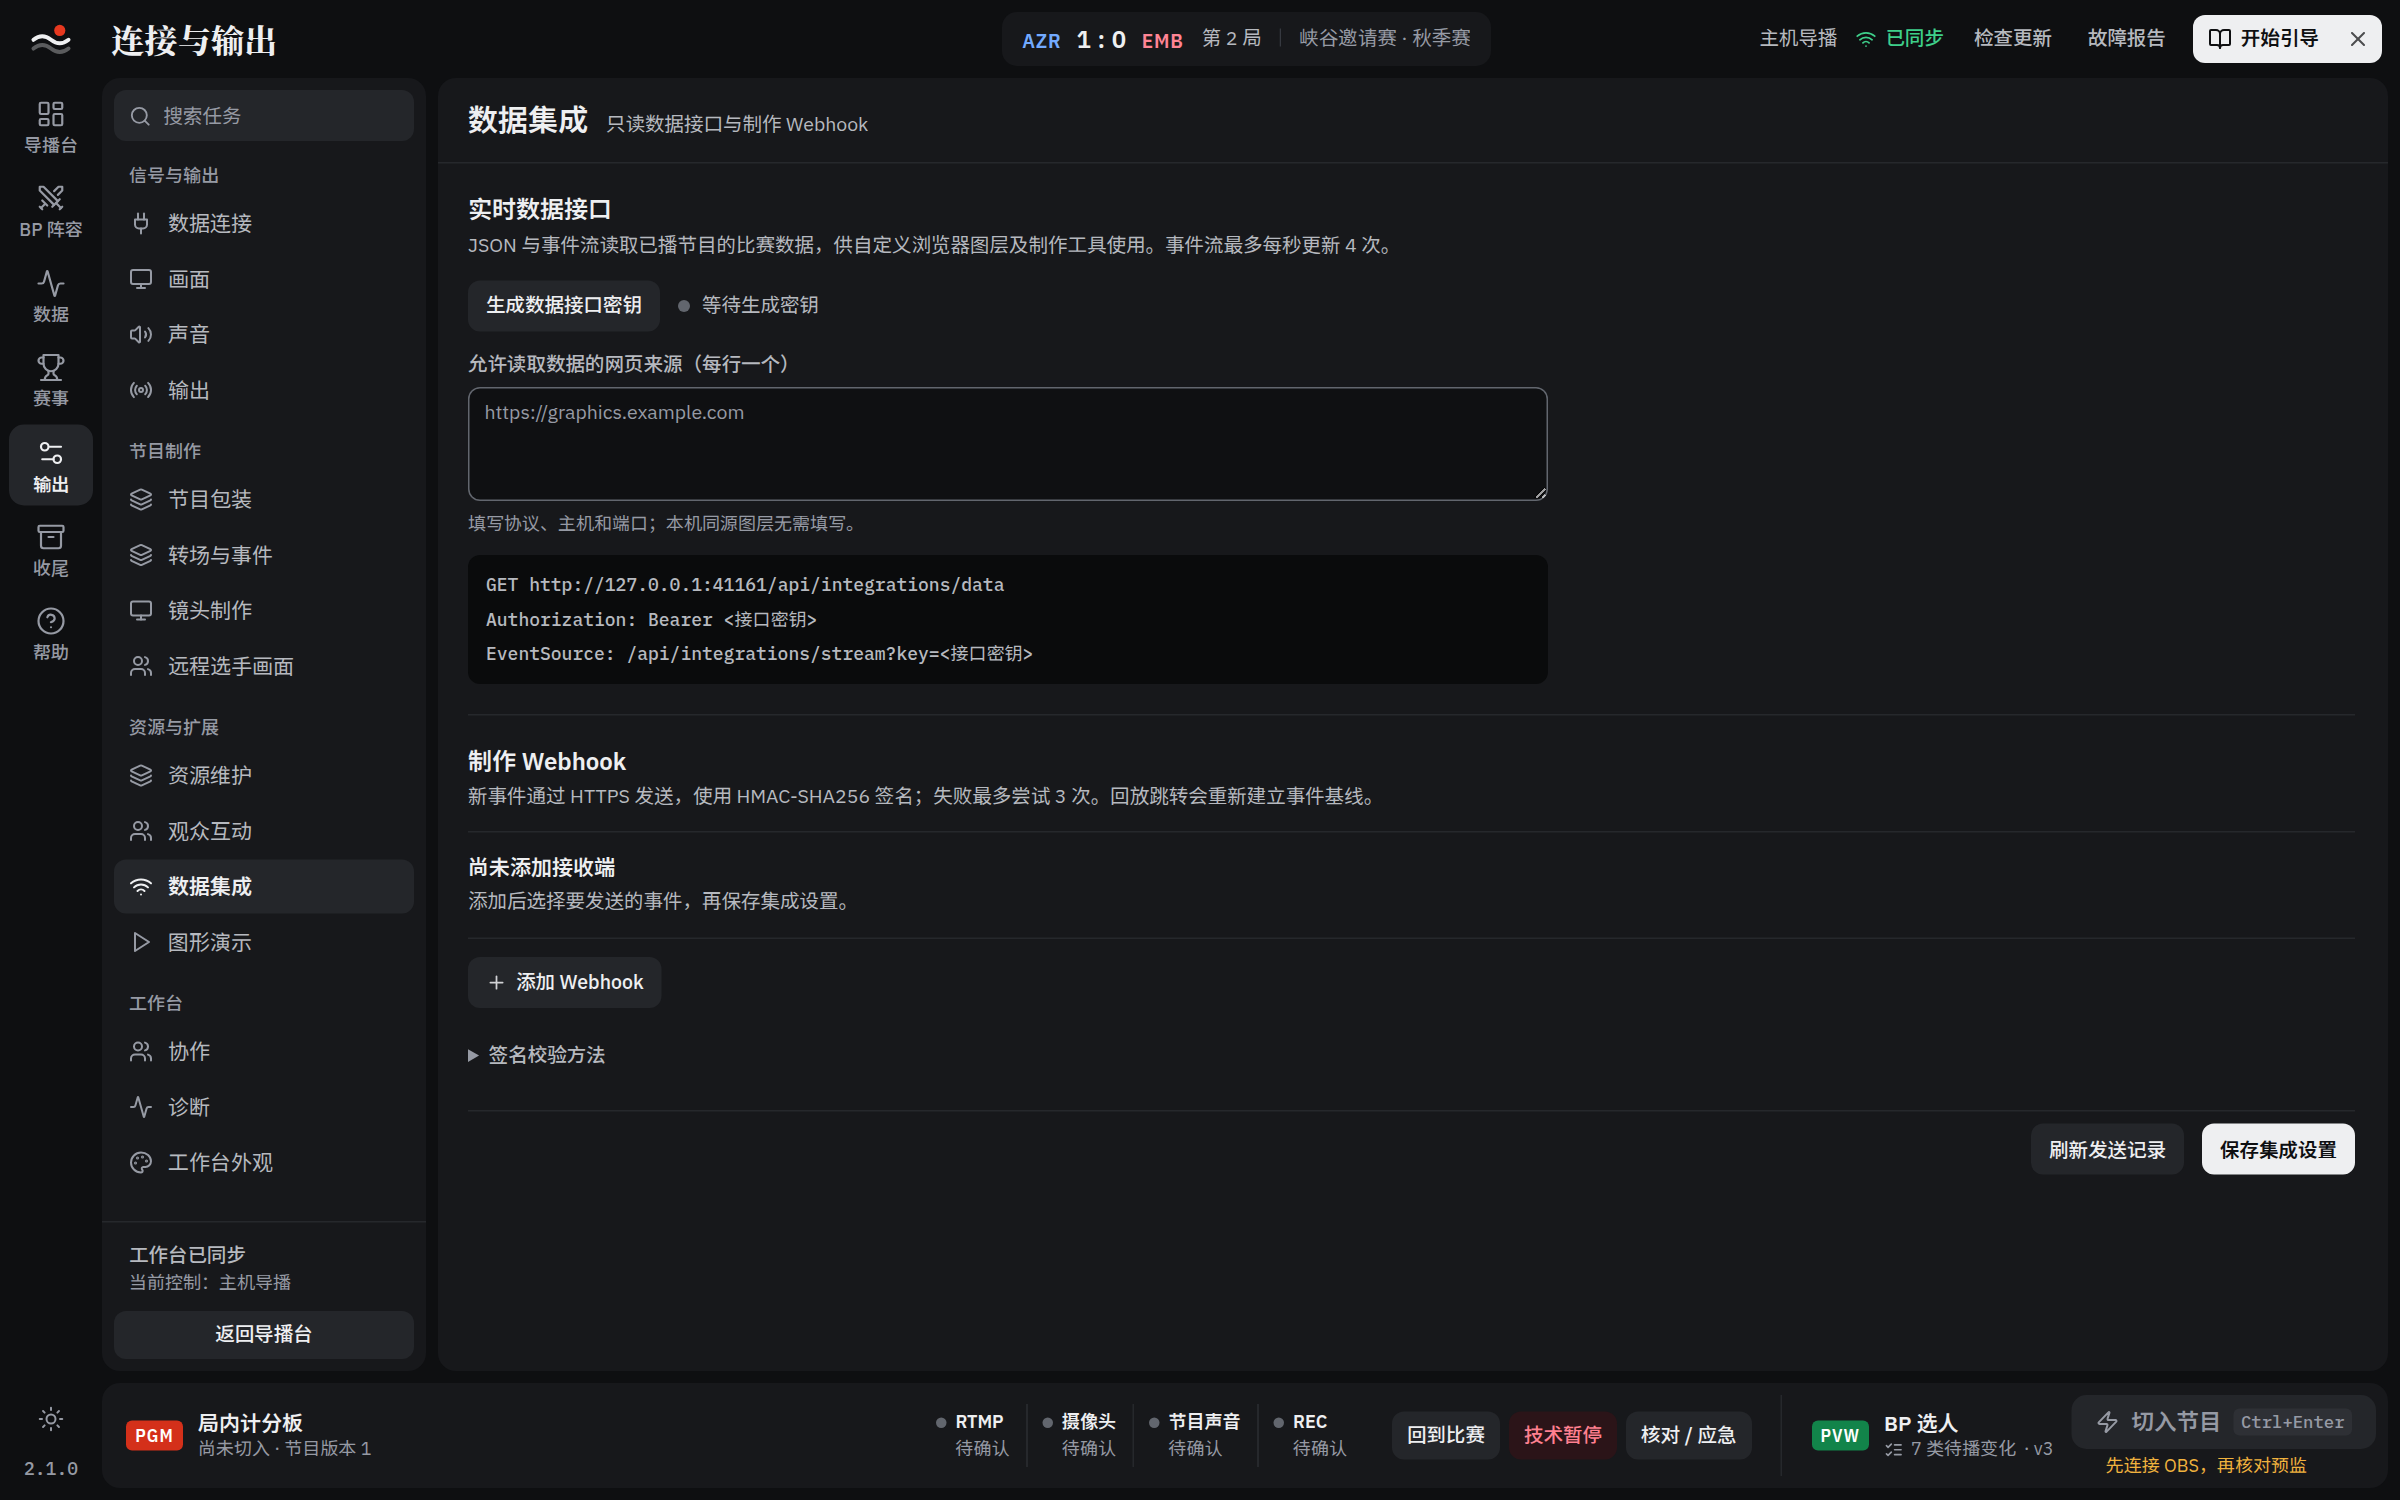 连接与输出
AZR 1 : 0 EMB 第 2 局 峡谷邀请赛 · 秋季赛
主机导播 已同步 检查更新 故障报告 开始引导
导播台
BP 阵容
数据
赛事
输出
收尾
帮助
2.1.0
搜索任务
信号与输出
数据连接
画面
声音
输出
节目制作
节目包装
转场与事件
镜头制作
远程选手画面
资源与扩展
资源维护
观众互动
数据集成
图形演示
工作台
协作
诊断
工作台外观
工作台已同步
当前控制：主机导播
返回导播台
数据集成 只读数据接口与制作 Webhook
实时数据接口
JSON 与事件流读取已播节目的比赛数据，供自定义浏览器图层及制作工具使用。事件流最多每秒更新 4 次。
生成数据接口密钥 等待生成密钥
允许读取数据的网页来源（每行一个）
https://graphics.example.com
填写协议、主机和端口；本机同源图层无需填写。
GET http://127.0.0.1:41161/api/integrations/data
Authorization: Bearer <接口密钥>
EventSource: /api/integrations/stream?key=<接口密钥>
制作 Webhook
新事件通过 HTTPS 发送，使用 HMAC-SHA256 签名；失败最多尝试 3 次。回放跳转会重新建立事件基线。
尚未添加接收端
添加后选择要发送的事件，再保存集成设置。
添加 Webhook
签名校验方法
刷新发送记录 保存集成设置
PGM 局内计分板
尚未切入 · 节目版本 1
RTMP 待确认
摄像头 待确认
节目声音 待确认
REC 待确认
回到比赛 技术暂停 核对 / 应急
PVW BP 选人
7 类待播变化 · v3
切入节目 Ctrl+Enter
先连接 OBS，再核对预监